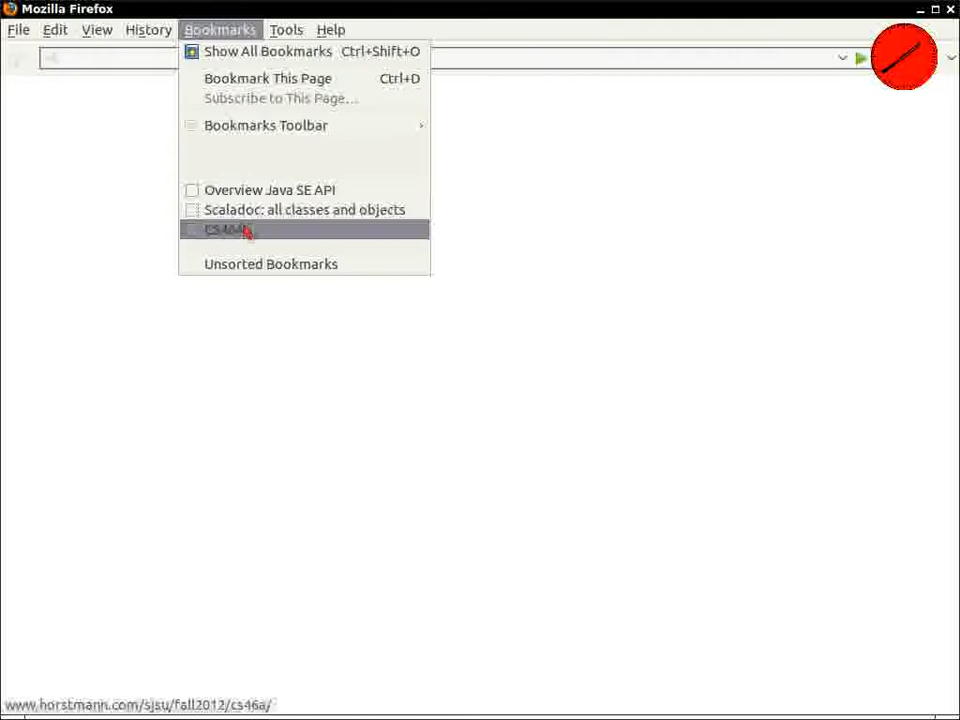 Mozilla Firefox
File Edit View History Bookmarks Tools Help
Show All Bookmarks Ctrl+Shift+O
Bookmark This Page Ctrl+D
Subscribe to This Page...
Bookmarks Toolbar
Overview Java SE API
Scaladoc: all classes and objects
Unsorted Bookmarks
www.horstmann.com/sjsu/fall2012/cs46a/